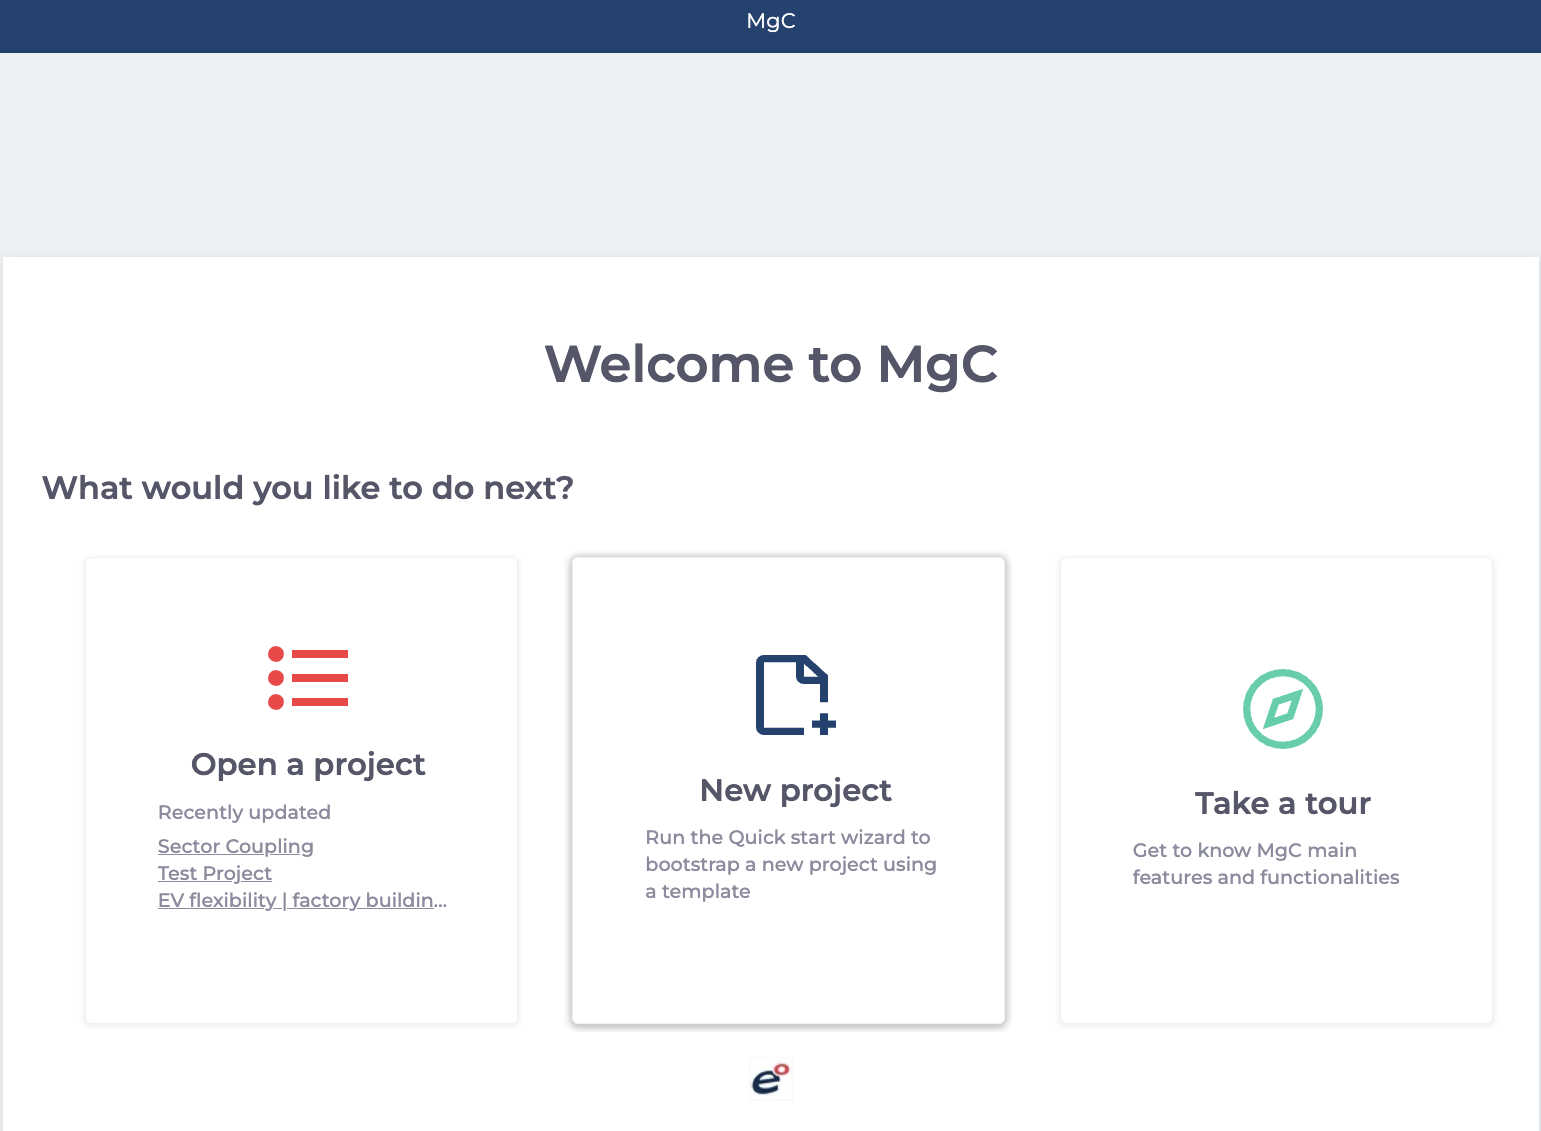 MgC
Welcome to MgC
What would you like to do next?
Open a project
Recently updated
Sector Coupling
Test Project
EV flexibility | factory buildin...
New project
Run the Quick start wizard to
bootstrap a new project using
a template
Take a tour
Get to know MgC main
features and functionalities
eo